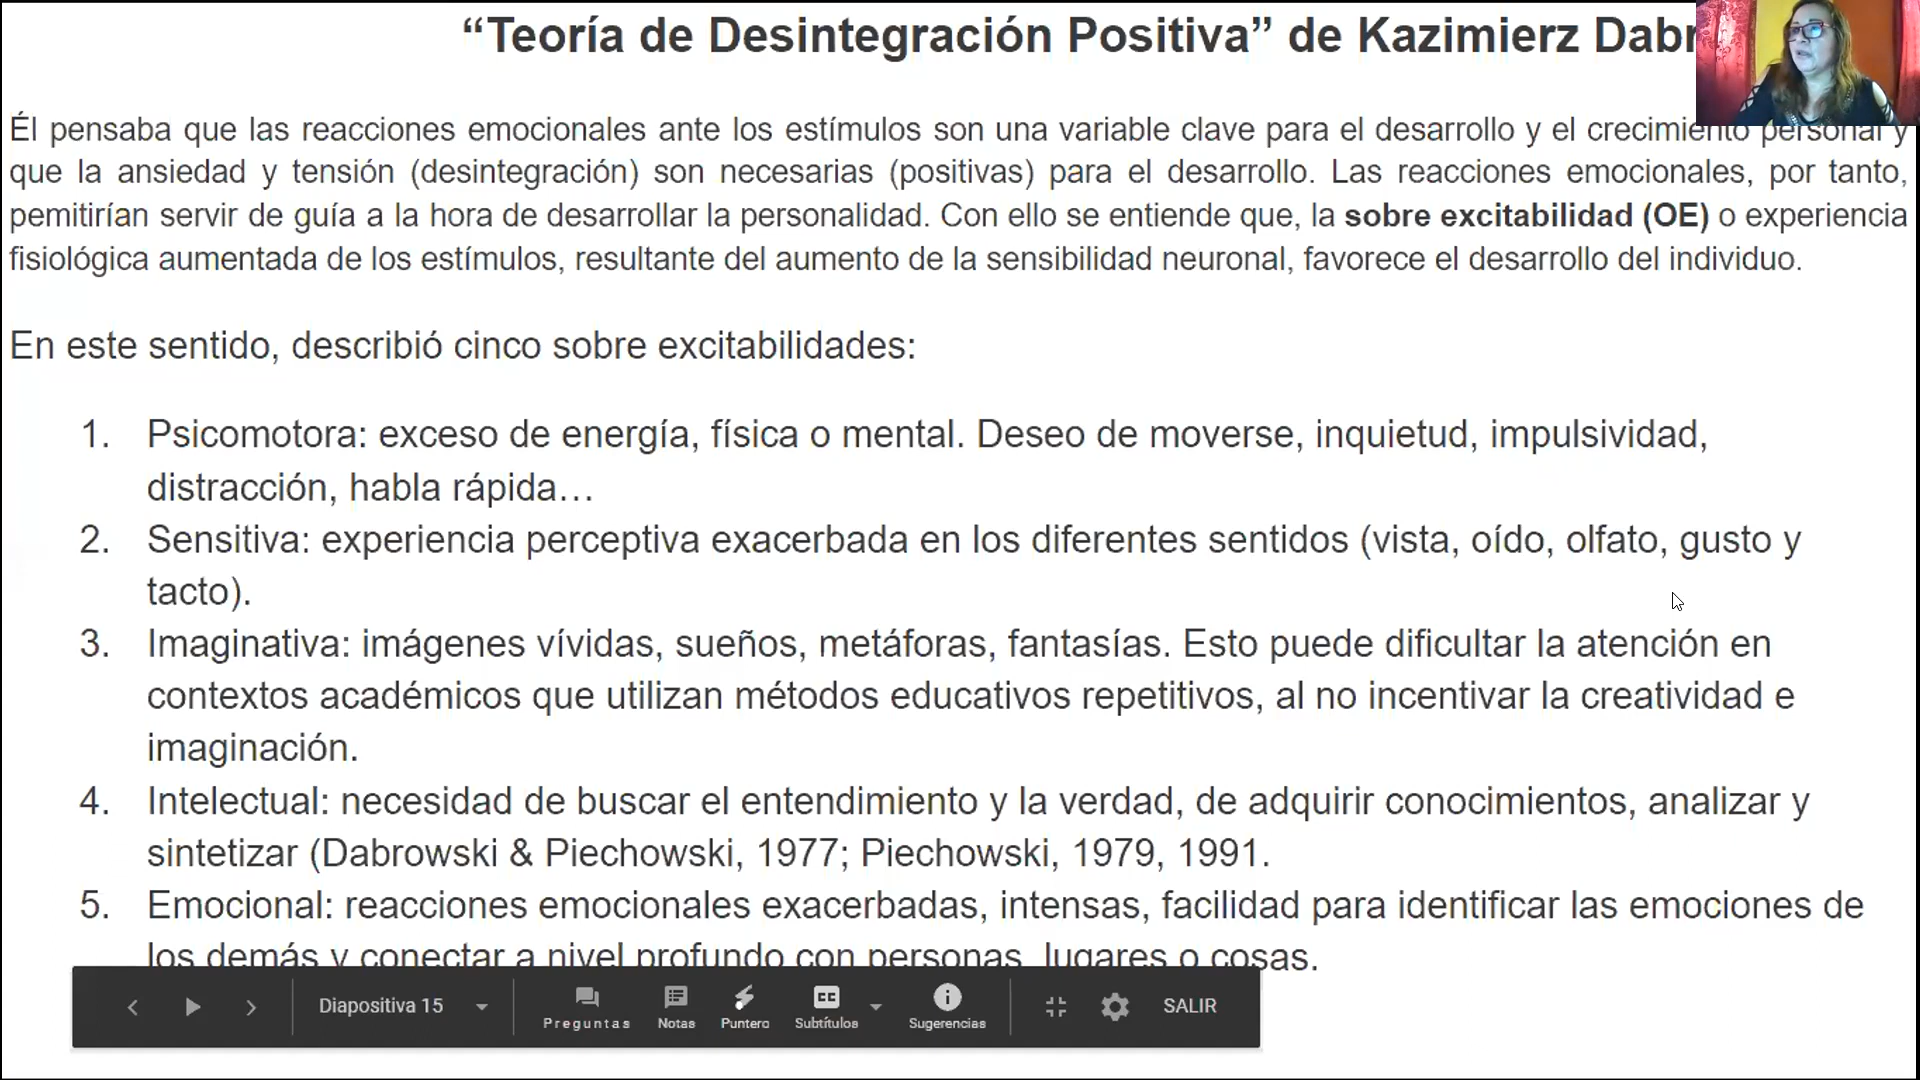 “Teoría de Desintegración Positiva” de Kazimierz
Él pensaba que las reacciones emocionales ante los estímulos son una variable clave para el desarrollo y el crecimiento personal y
que la ansiedad y tensión (desintegración) son necesarias (positivas) para el desarrollo. Las reacciones emocionales, por tanto,
pemitirían servir de guía a la hora de desarrollar la personalidad. Con ello se entiende que, la sobre excitabilidad (OE) o experiencia
fisiológica aumentada de los estímulos, resultante del aumento de la sensibilidad neuronal, favorece el desarrollo del individuo.
En este sentido, describió cinco sobre excitabilidades:
1. Psicomotora: exceso de energía, física o mental. Deseo de moverse, inquietud, impulsividad,
distracción, habla rápida…
2. Sensitiva: experiencia perceptiva exacerbada en los diferentes sentidos (vista, oído, olfato, gusto y
tacto).
3. Imaginativa: imágenes vívidas, sueños, metáforas, fantasías. Esto puede dificultar la atención en
contextos académicos que utilizan métodos educativos repetitivos, al no incentivar la creatividad e
imaginación.
4. Intelectual: necesidad de buscar el entendimiento y la verdad, de adquirir conocimientos, analizar y
sintetizar (Dabrowski & Piechowski, 1977; Piechowski, 1979, 1991.
5. Emocional: reacciones emocionales exacerbadas, intensas, facilidad para identificar las emociones de
los demás y conectar a nivel profundo con personas, lugares o cosas.
Diapositiva 15
Preguntas
Notas
Puntero
CC
Subtítulos
Sugerencias
SALIR